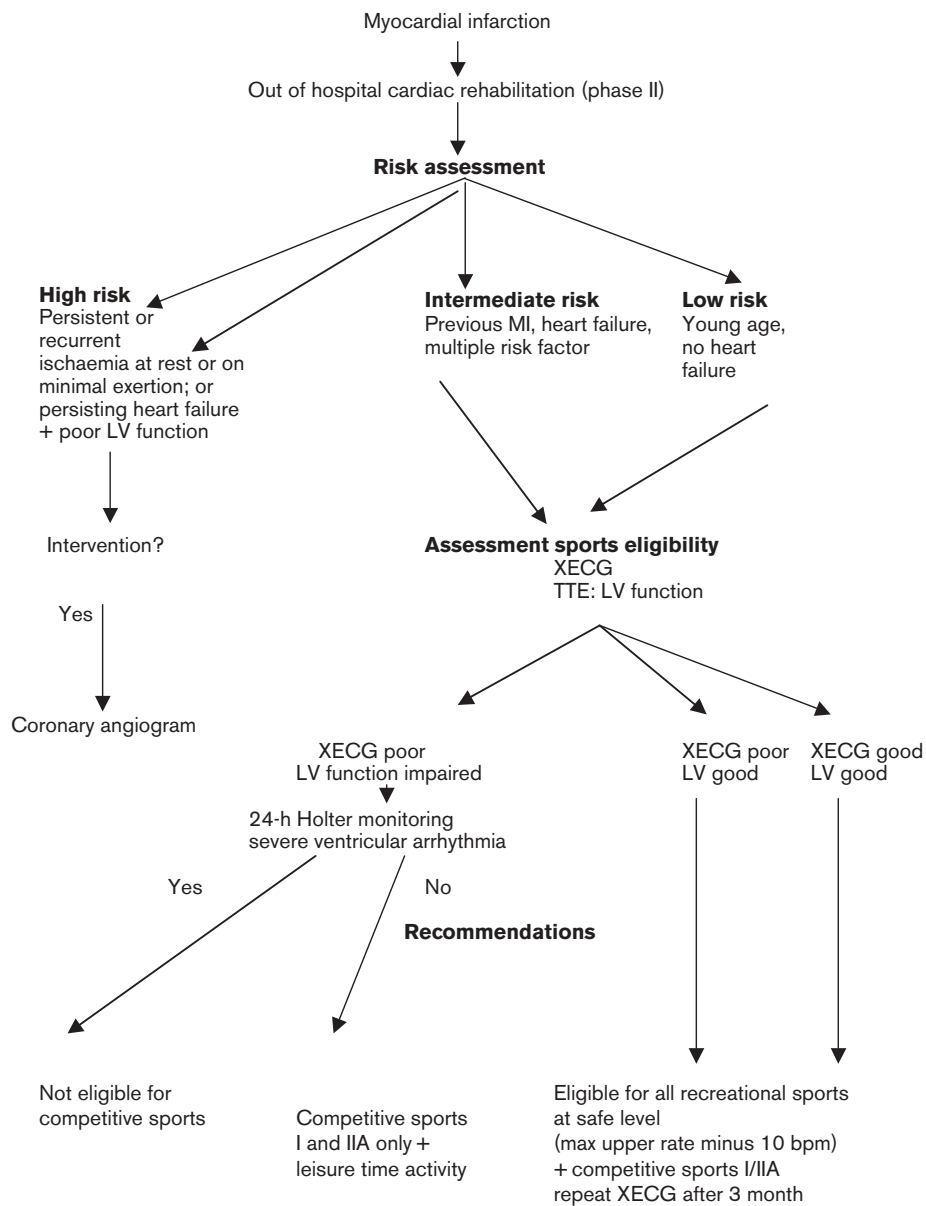 Myocardial infarction
Out of hospital cardiac rehabilitation (phase II)
Risk assessment
High risk
Persistent or
recurrent
ischaemia at rest or on
minimal exertion; or
persisting heart failure
+ poor LV function
Intermediate risk
Previous MI, heart failure,
multiple risk factor
Low risk
Young age,
no heart
failure
Intervention?
Yes
Coronary angiogram
Assessment sports eligibility
XECG
TTE: LV function
XECG poor
LV function impaired
XECG poor
LV good
XECG good
LV good
24-h Holter monitoring
severe ventricular arrhythmia
Yes
No
Recommendations
Not eligible for
competitive sports
Competitive sports
I and IIA only +
leisure time activity
Eligible for all recreational sports
at safe level
(max upper rate minus 10 bpm)
+ competitive sports I/IIA
repeat XECG after 3 month